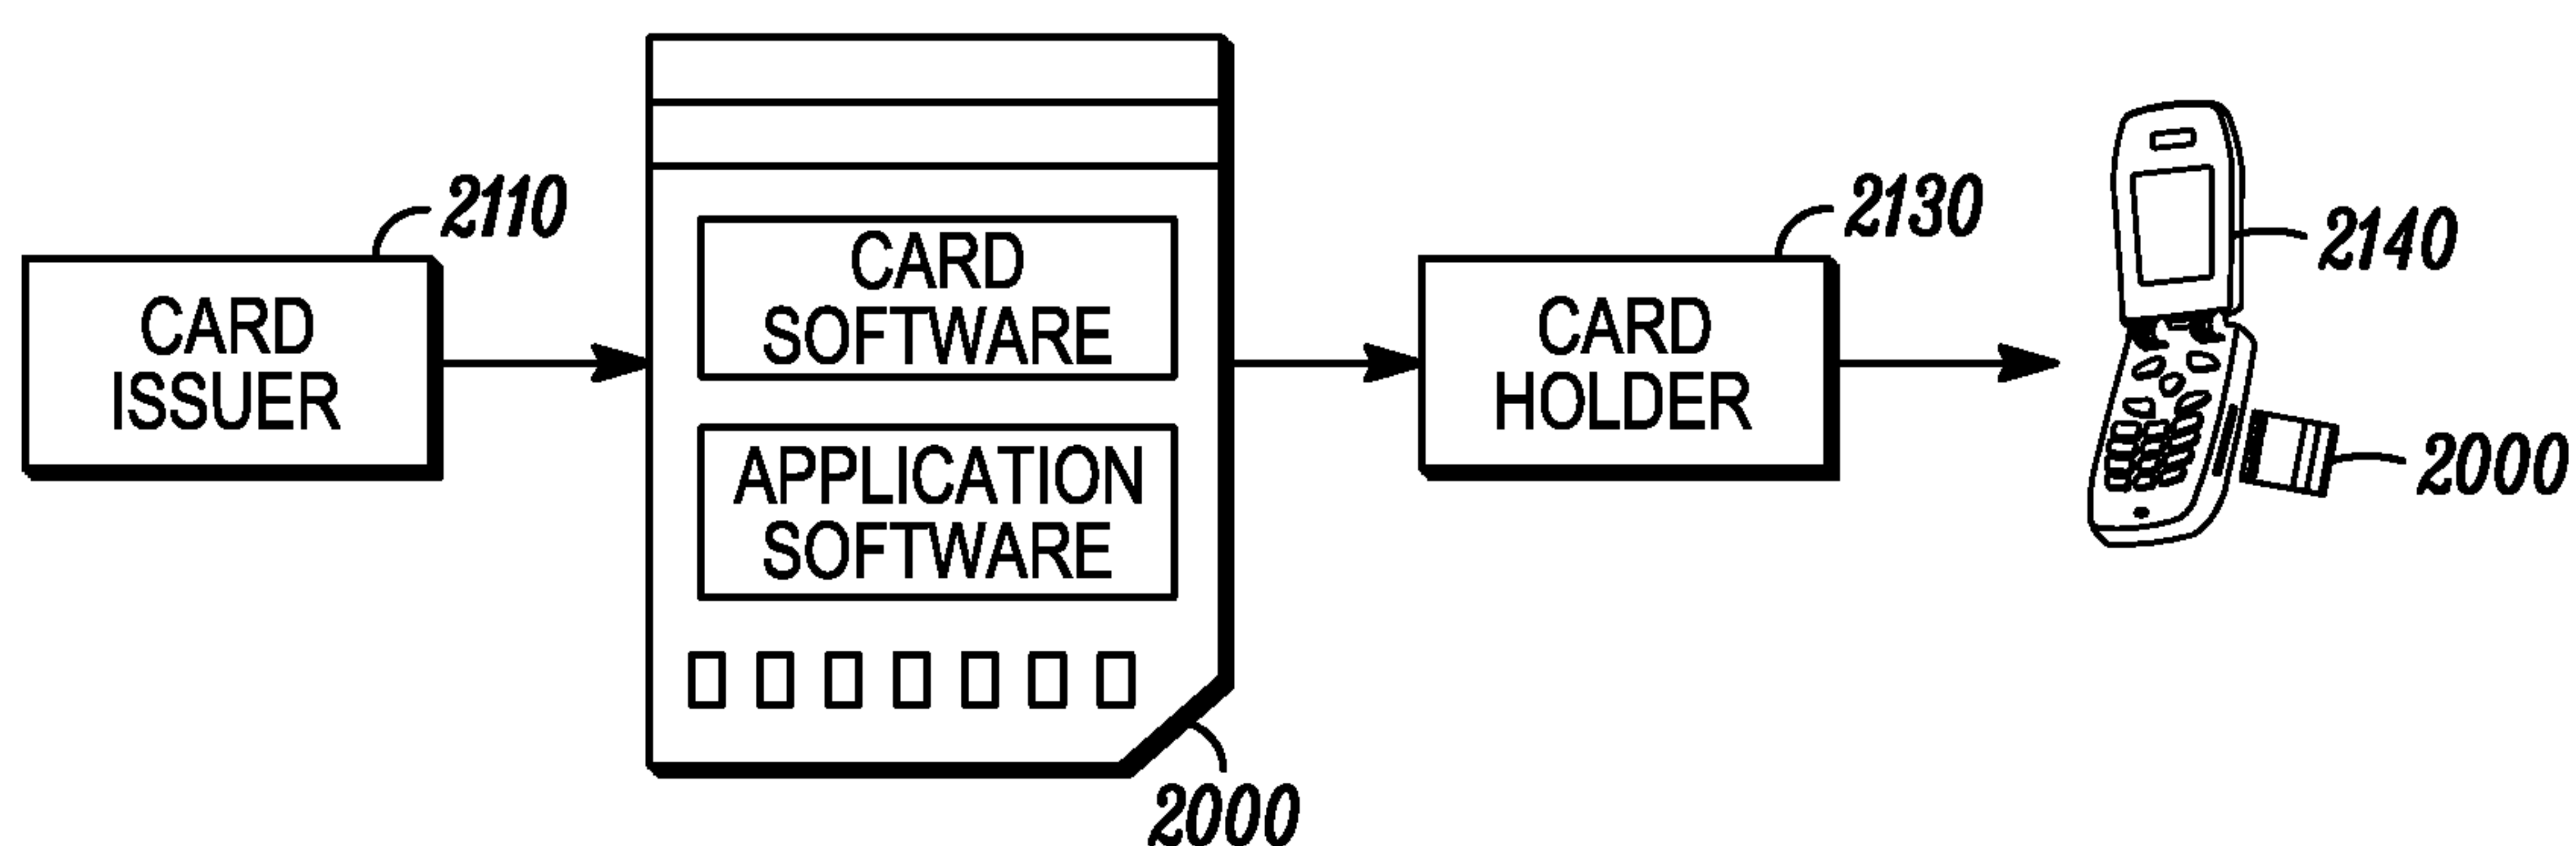 2110
CARD
ISSUER
CARD
SOFTWARE
APPLICATION
SOFTWARE
2000
2130
CARD
HOLDER
2140
2000